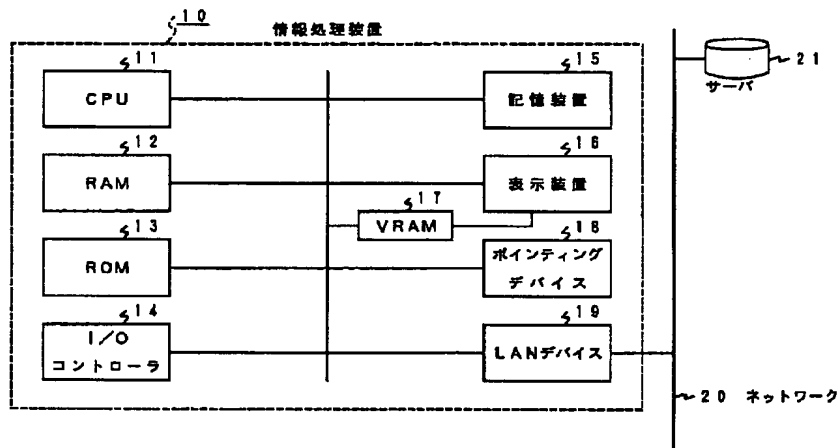 10
情報処理装置
11
CPU
15
記憶装置
サーバ
21
12
RAM
16
表示装置
17
VRAM
13
ROM
18
ポインティング
デバイス
14
I/O
コントローラ
19
LANデバイス
20 ネットワーク